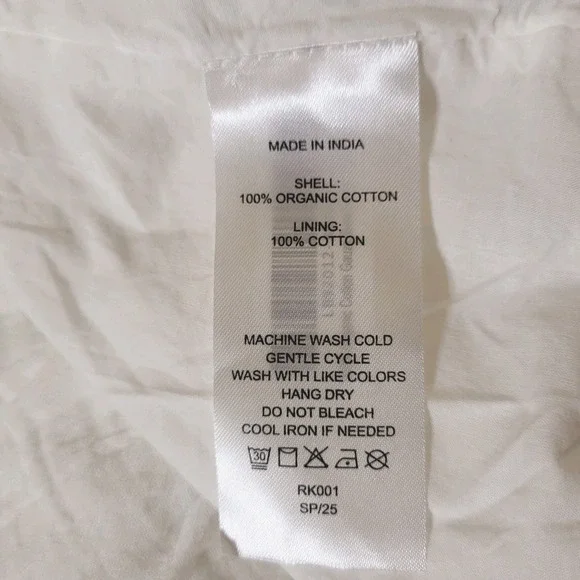 MADE IN INDIA
SHELL:
100% ORGANIC COTTON
LINING:
100% COTTON
MACHINE WASH COLD
GENTLE CYCLE
WASH WITH LIKE COLORS
HANG DRY
DO NOT BLEACH
COOL IRON IF NEEDED
30
RK001
SP/25